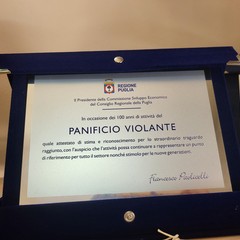 REGIONE
PUGLIA
Il Presidente della Commissione Sviluppo Economico
del Consiglio Regionale della Puglia
In occasione dei 100 anni di attività del
PANIFICIO VIOLANTE
quale attestato di stima e riconoscimento per lo straordinario traguardo
raggiunto, con l'auspicio che l'attività possa continuare a rappresentare un punto
di riferimento per tutto il settore nonché stimolo per le nuove generazioni.
Francesco